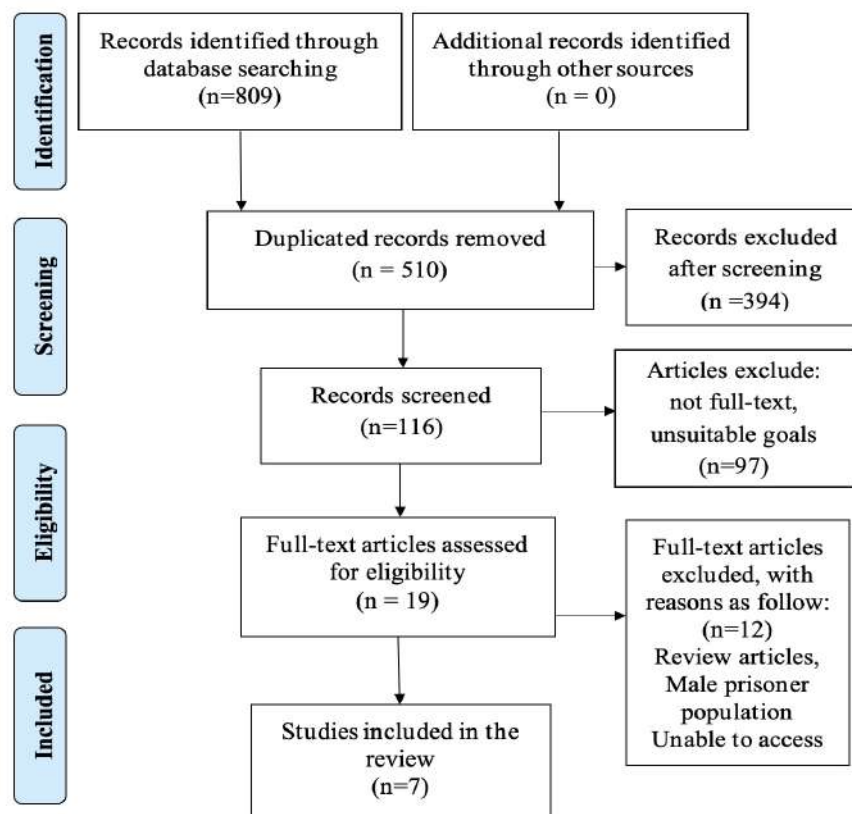 Identification
Records identified through
database searching
(n=809)
Additional records identified
through other sources
(n = 0)
Screening
Duplicated records removed
(n = 510)
Records excluded
after screening
(n =394)
Records screened
(n=116)
Articles exclude:
not full-text,
unsuitable goals
(n=97)
Eligibility
Full-text articles assessed
for eligibility
(n = 19)
Full-text articles
excluded, with
reasons as follow:
(n=12)
Review articles,
Male prisoner
population
Unable to access
Included
Studies included in the
review
(n=7)